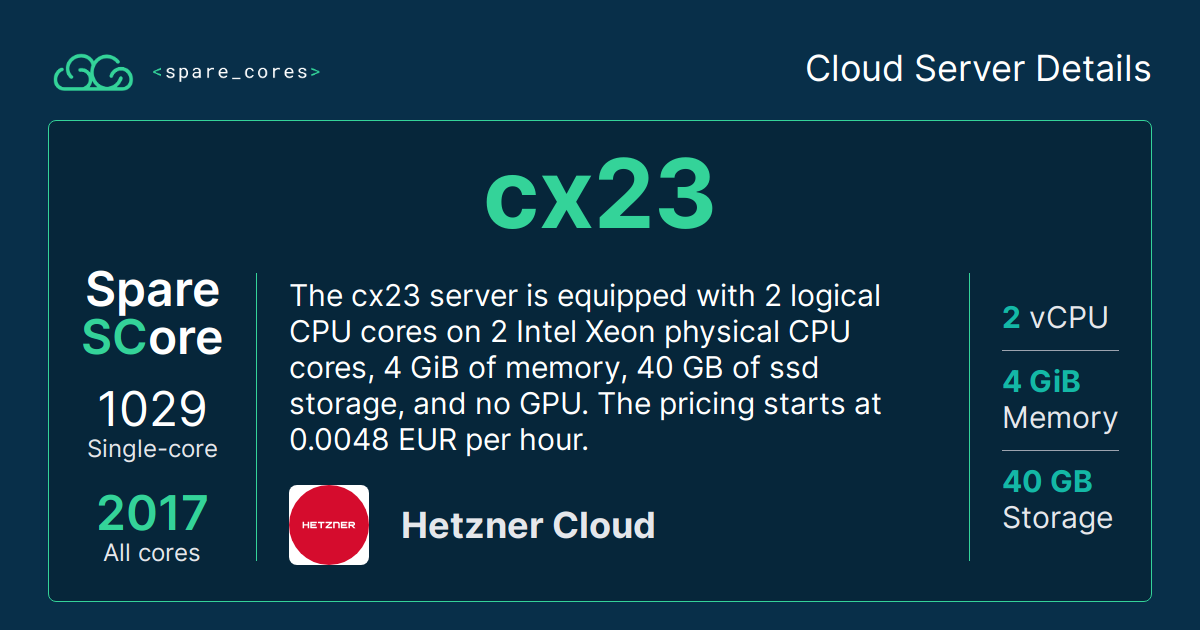 <spare_cores>
Cloud Server Details
cx23
Spare
SCore
1029
Single-core
2017
All cores
The cx23 server is equipped with 2 logical
CPU cores on 2 Intel Xeon physical CPU
cores, 4 GiB of memory, 40 GB of ssd
storage, and no GPU. The pricing starts at
0.0048 EUR per hour.
HETZNER
Hetzner Cloud
2 vCPU
4 GiB
Memory
40 GB
Storage